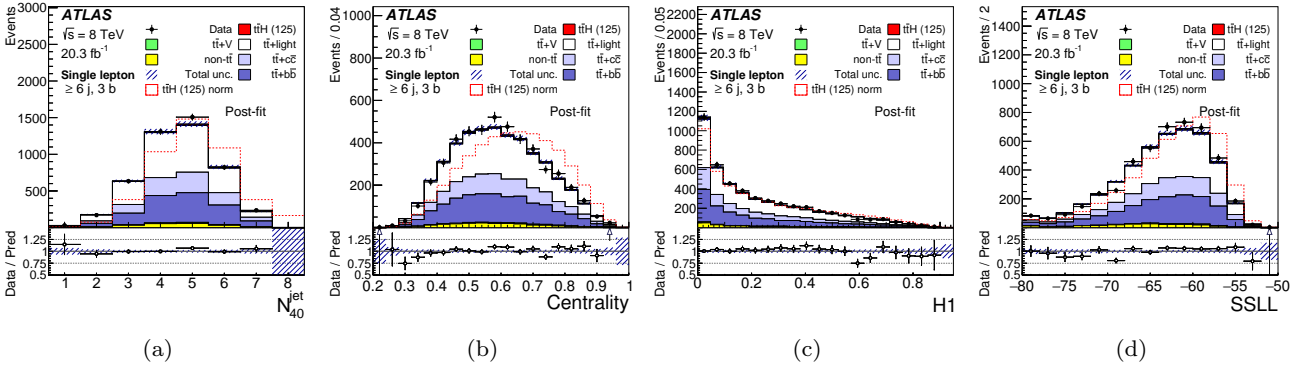 Events
3000
2500
2000
1500
1000
500
ATLAS
√s = 8 TeV
20.3 fb⁻¹
Single lepton
≥ 6 j, 3 b
Data
tt̄H (125)
tt̄+V
tt̄+light
non-tt̄
tt̄+cc̄
Total unc.
tt̄+bb̄
tt̄H (125) norm
Post-fit
Data / Pred
1.25
1
0.75
0.5
1 2 3 4 5 6 7 8
N₄₀^jet
(a)
Events / 0.04
1000
800
600
400
200
ATLAS
√s = 8 TeV
20.3 fb⁻¹
Single lepton
≥ 6 j, 3 b
Data
tt̄H (125)
tt̄+V
tt̄+light
non-tt̄
tt̄+cc̄
Total unc.
tt̄+bb̄
tt̄H (125) norm
Post-fit
Data / Pred
1.25
1
0.75
0.5
0.2 0.3 0.4 0.5 0.6 0.7 0.8 0.9 1
Centrality
(b)
Events / 0.05
2200
2000
1800
1600
1400
1200
1000
800
600
400
200
ATLAS
√s = 8 TeV
20.3 fb⁻¹
Single lepton
≥ 6 j, 3 b
Data
tt̄H (125)
tt̄+V
tt̄+light
non-tt̄
tt̄+cc̄
Total unc.
tt̄+bb̄
tt̄H (125) norm
Post-fit
Data / Pred
1.25
1
0.75
0.5
0 0.2 0.4 0.6 0.8
H1
(c)
Events / 2
1400
1200
1000
800
600
400
200
ATLAS
√s = 8 TeV
20.3 fb⁻¹
Single lepton
≥ 6 j, 3 b
Data
tt̄H (125)
tt̄+V
tt̄+light
non-tt̄
tt̄+cc̄
Total unc.
tt̄+bb̄
tt̄H (125) norm
Post-fit
Data / Pred
1.25
1
0.75
0.5
−80 −75 −70 −65 −60 −55 −50
SSLL
(d)